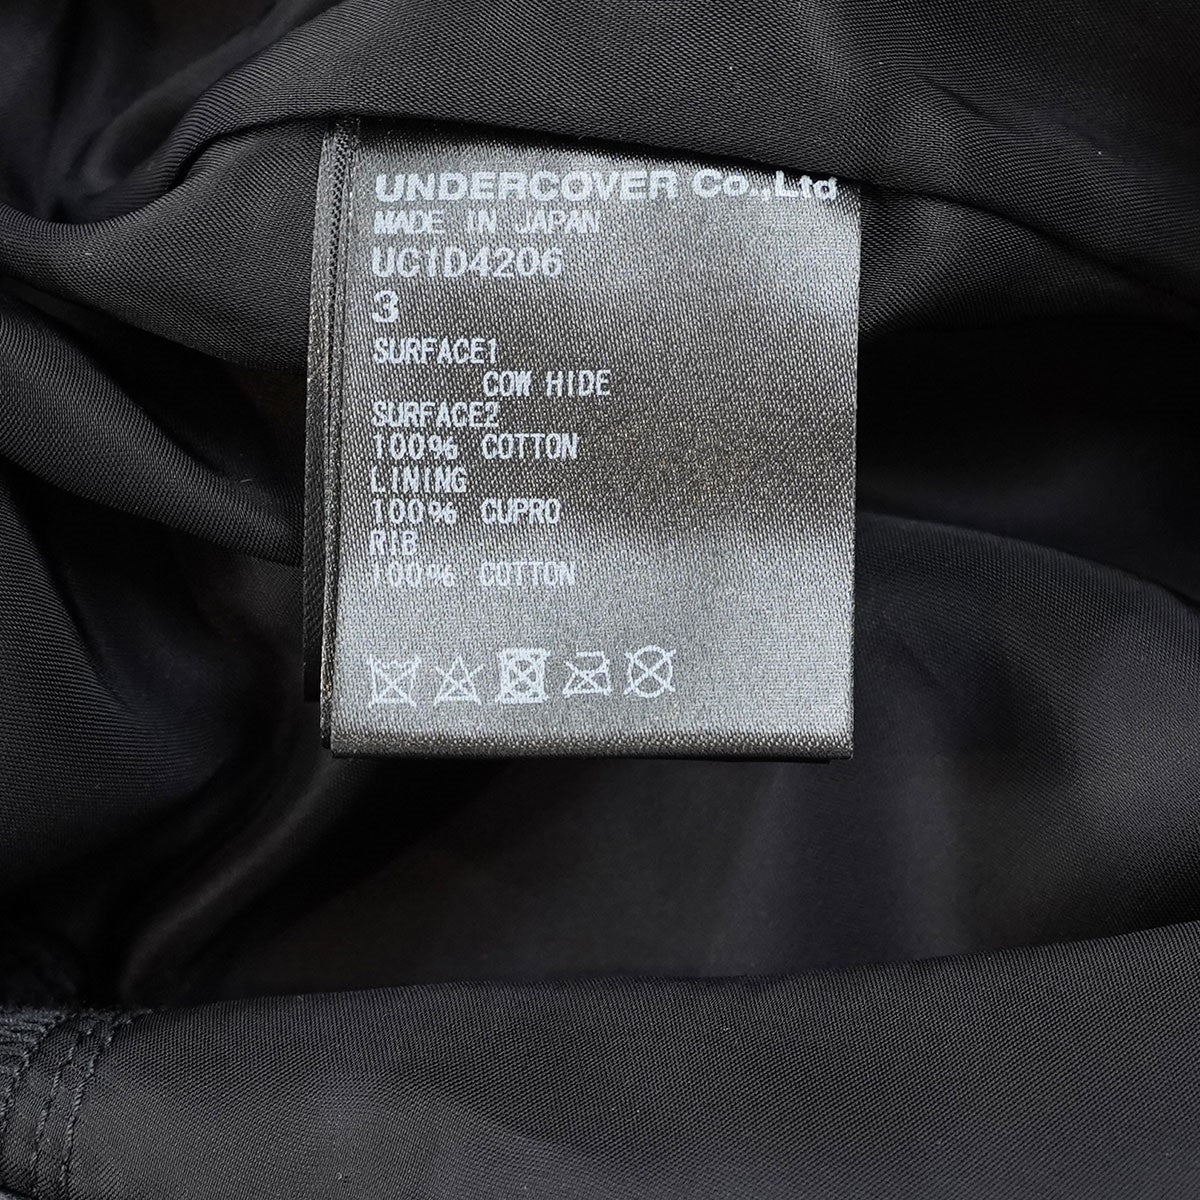 UNDERCOVER Co.,Ltd
MADE IN JAPAN
UC1D4206
3
SURFACE1
COW HIDE
SURFACE2
100% COTTON
LINING
100% CUPRO
RIB
100% COTTON